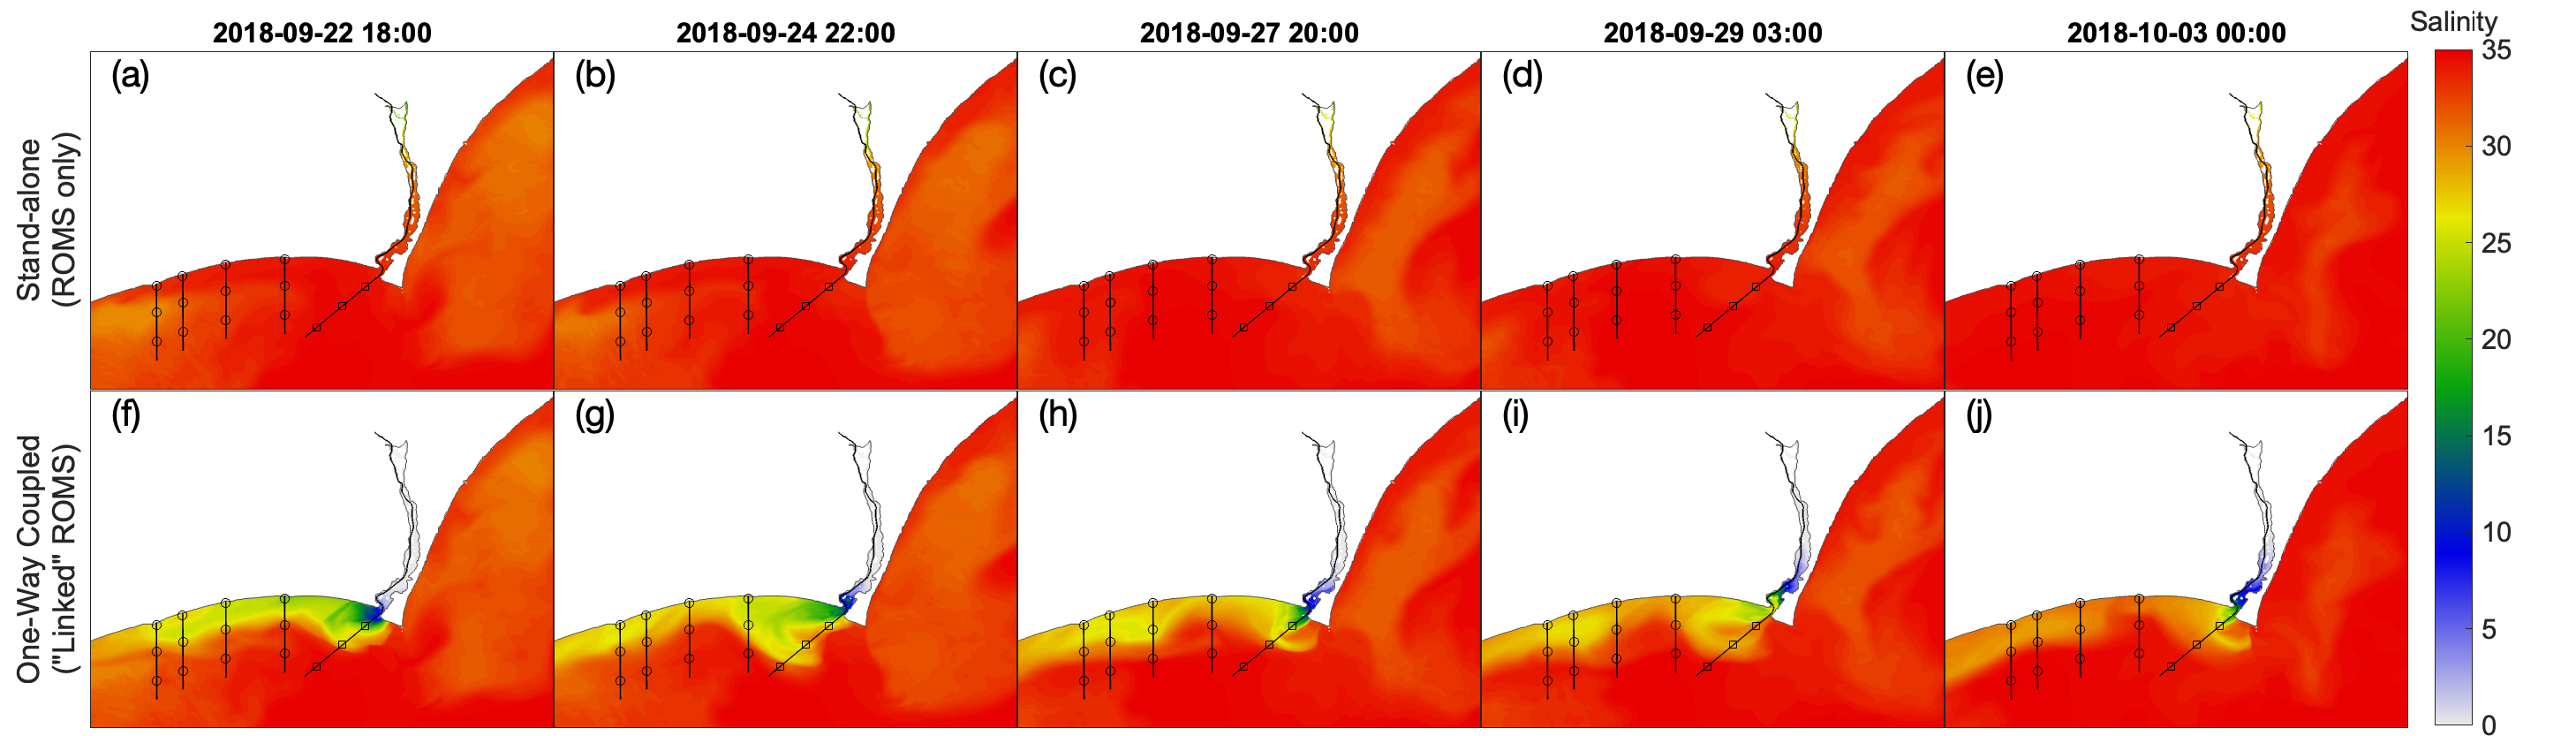 2018-09-22 18:00
2018-09-24 22:00
2018-09-27 20:00
2018-09-29 03:00
2018-10-03 00:00
Salinity
Stand-alone
(ROMS only)
(a)
(b)
(c)
(d)
(e)
One-Way Coupled
("Linked" ROMS)
(f)
(g)
(h)
(i)
(j)
35
30
25
20
15
10
5
0